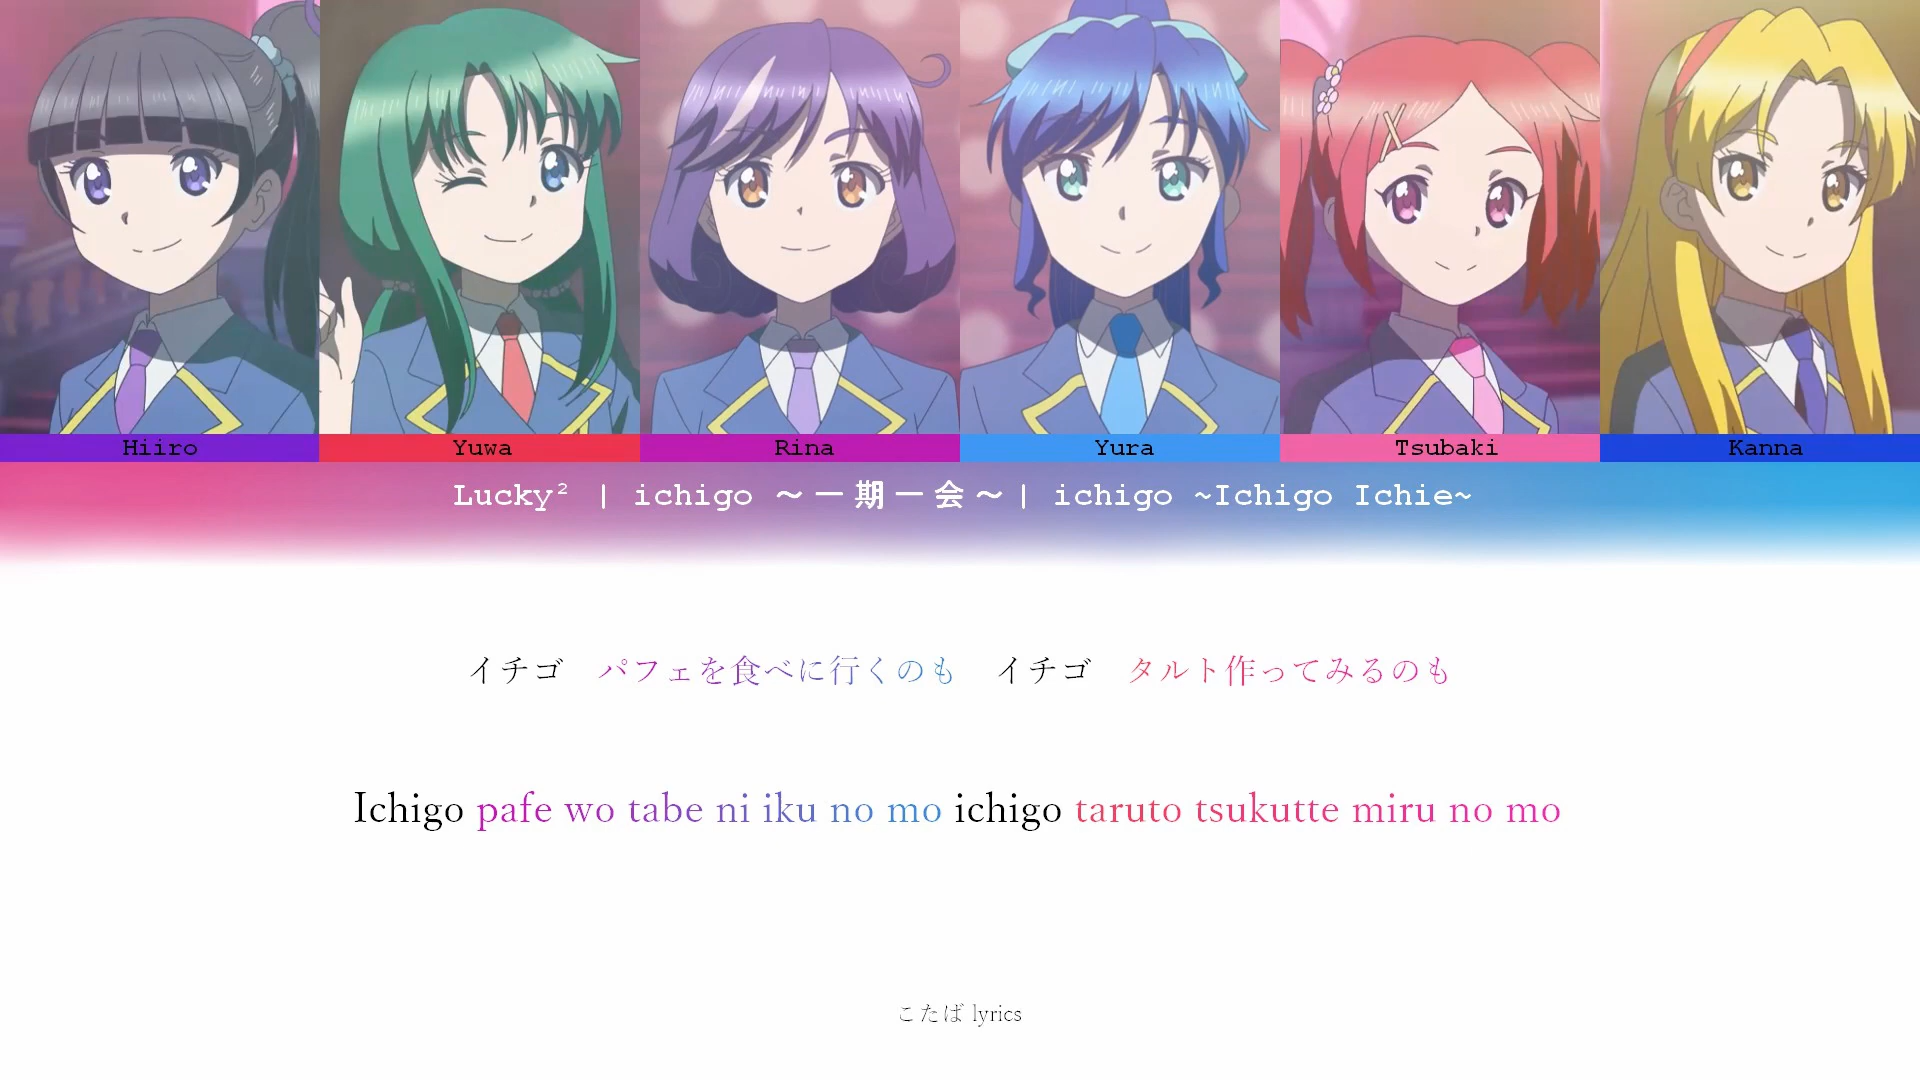 Hiiro
Yuwa
Rina
Yura
Tsubaki
Kanna
Lucky² | ichigo ～一期一会～| ichigo ~Ichigo Ichie~
イチゴ　パフェを食べに行くのも　イチゴ　タルト作ってみるのも
Ichigo pafe wo tabe ni iku no mo ichigo taruto tsukutte miru no mo
こたば lyrics